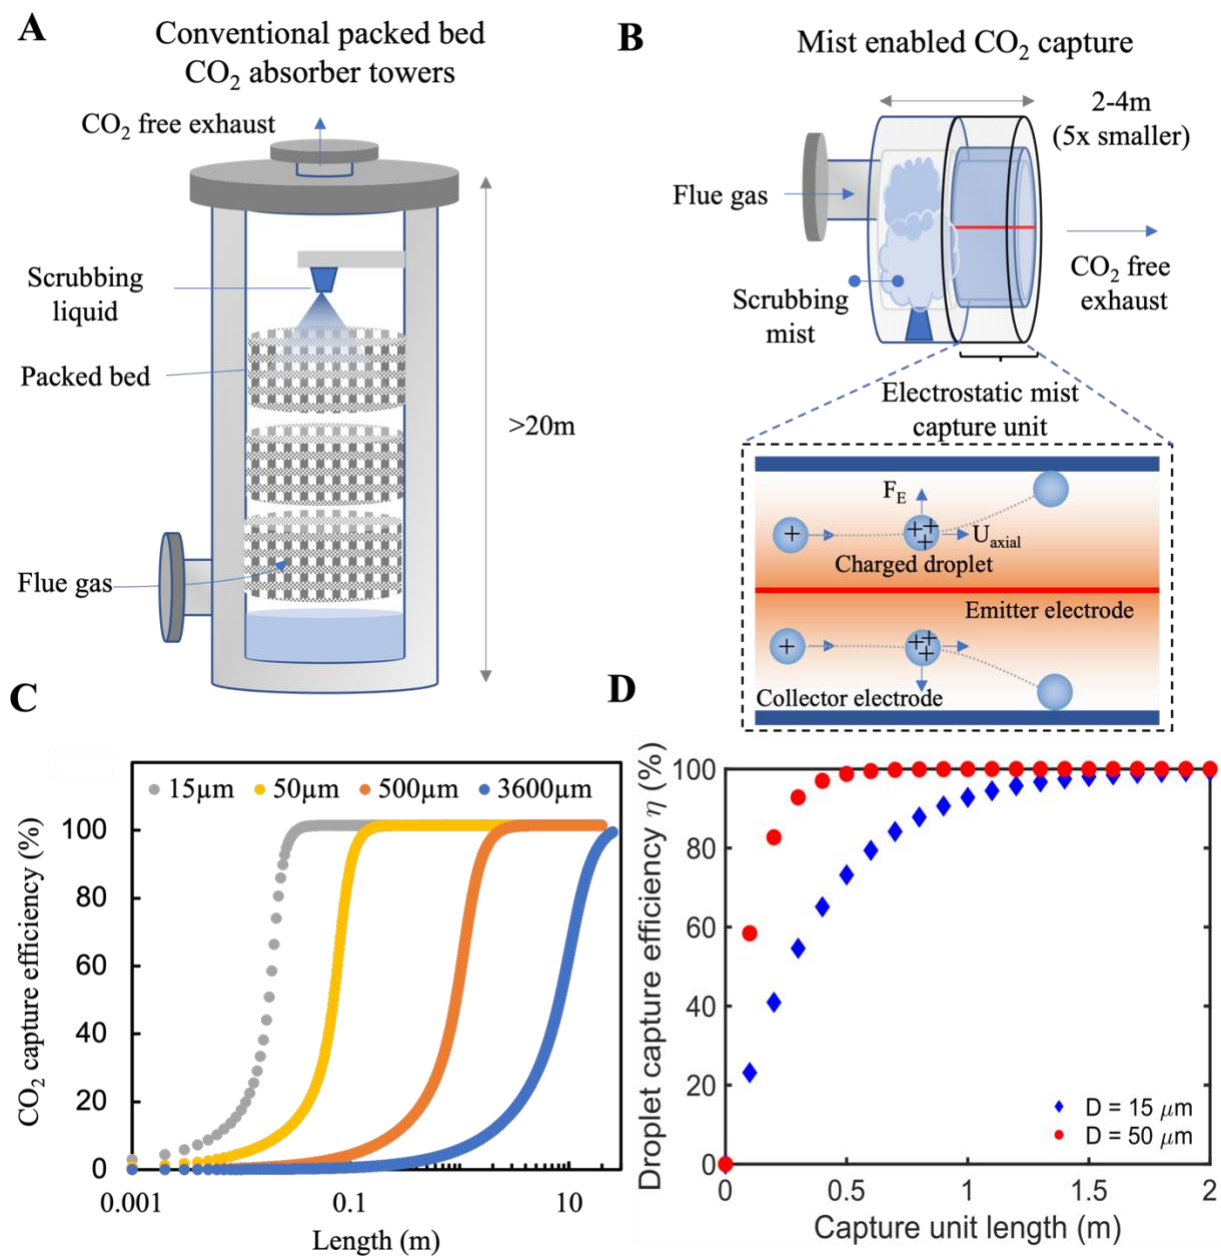 A
Conventional packed bed
CO₂ absorber towers
CO₂ free exhaust
Scrubbing
liquid
Packed bed
>20m
Flue gas
B
Mist enabled CO₂ capture
2-4m
(5x smaller)
Flue gas
CO₂ free
exhaust
Scrubbing
mist
Electrostatic mist
capture unit
F_E
+
+ + +
U_axial
Charged droplet
Emitter electrode
+
+ + +
Collector electrode
C
15µm 50µm 500µm 3600µm
CO₂ capture efficiency (%)
100
80
60
40
20
0
0.001 0.1 10
Length (m)
D
Droplet capture efficiency η (%)
100
80
60
40
20
0
D = 15 µm
D = 50 µm
0 0.5 1 1.5 2
Capture unit length (m)